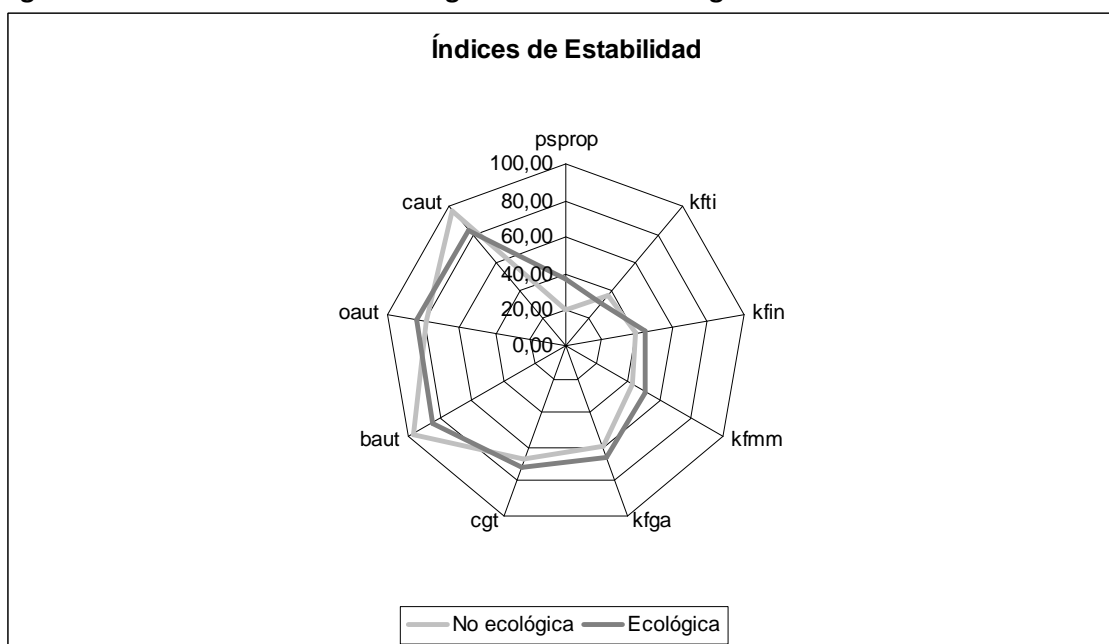 Índices de Estabilidad
psprop
100,00
80,00
60,00
40,00
20,00
0,00
kfti
kfin
kfmm
kfga
cgt
baut
oaut
caut
No ecológica Ecológica